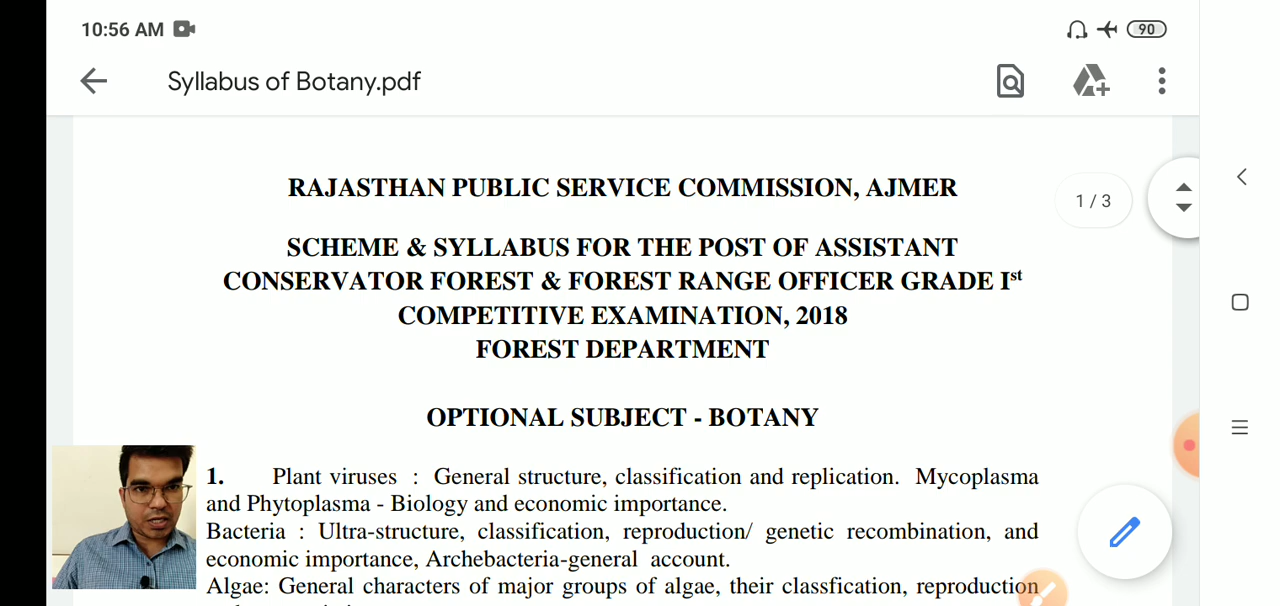 10:56 AM
90
Syllabus of Botany.pdf
RAJASTHAN PUBLIC SERVICE COMMISSION, AJMER
1 / 3
SCHEME & SYLLABUS FOR THE POST OF ASSISTANT
CONSERVATOR FOREST & FOREST RANGE OFFICER GRADE Ist
COMPETITIVE EXAMINATION, 2018
FOREST DEPARTMENT
OPTIONAL SUBJECT - BOTANY
1. Plant viruses : General structure, classification and replication. Mycoplasma
and Phytoplasma - Biology and economic importance.
Bacteria : Ultra-structure, classification, reproduction/ genetic recombination, and
economic importance, Archebacteria-general account.
Algae: General characters of major groups of algae, their classfication, reproduction